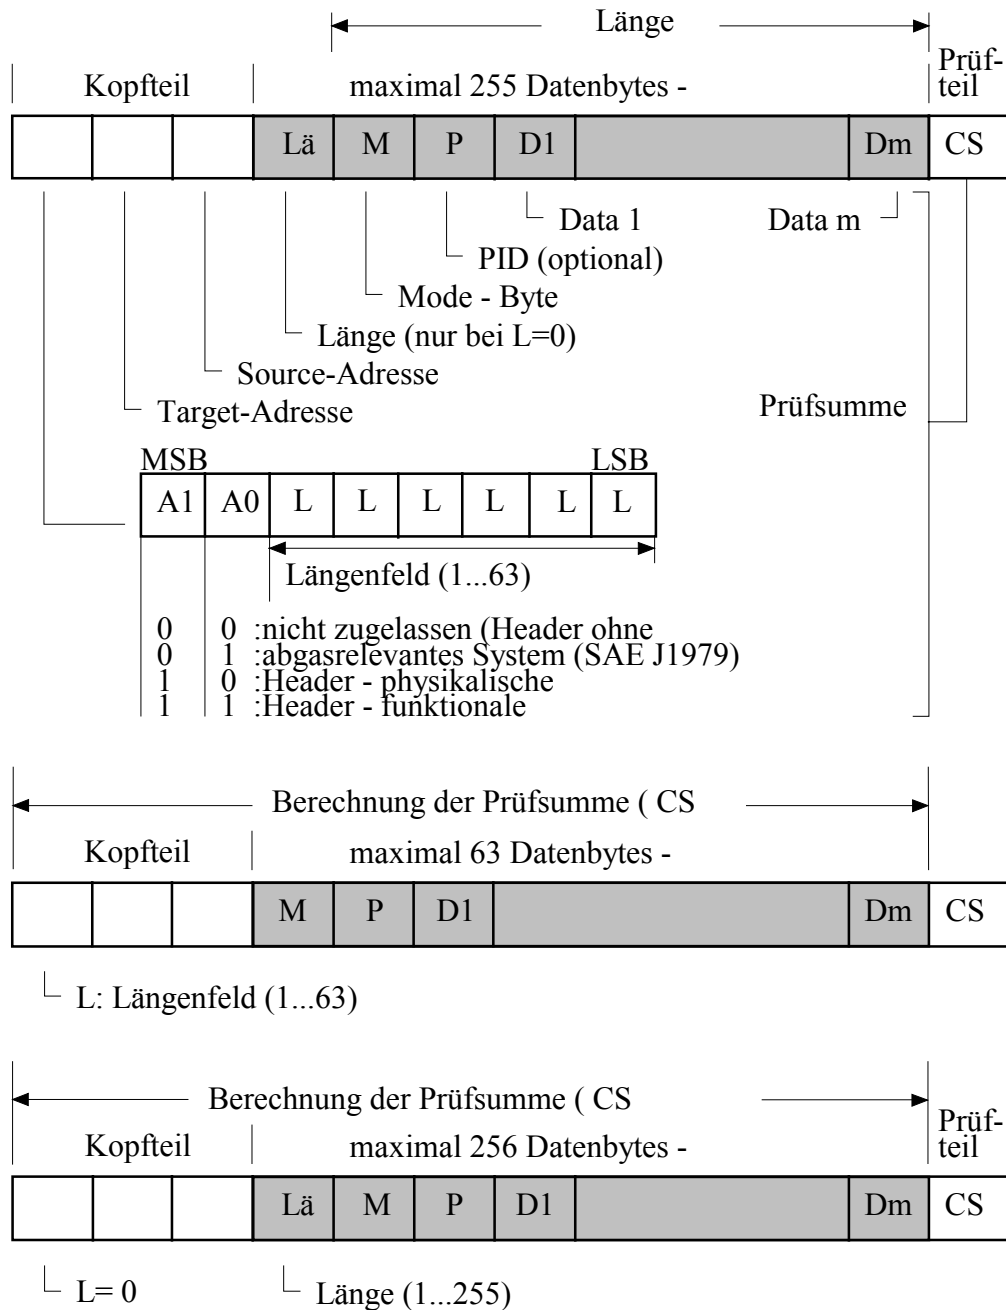 Länge
Kopfteil maximal 255 Datenbytes - Prüf-
teil
Lä M P D1 Dm CS
Data 1 Data m
PID (optional)
Mode - Byte
Länge (nur bei L=0)
Source-Adresse
Target-Adresse Prüfsumme
MSB LSB
A1 A0 L L L L L L
Längenfeld (1...63)
0 0 :nicht zugelassen (Header ohne
0 1 :abgasrelevantes System (SAE J1979)
1 0 :Header - physikalische
1 1 :Header - funktionale
Berechnung der Prüfsumme ( CS
Kopfteil maximal 63 Datenbytes -
M P D1 Dm CS
L: Längenfeld (1...63)
Berechnung der Prüfsumme ( CS
Kopfteil maximal 256 Datenbytes - Prüf-
teil
Lä M P D1 Dm CS
L= 0 Länge (1...255)